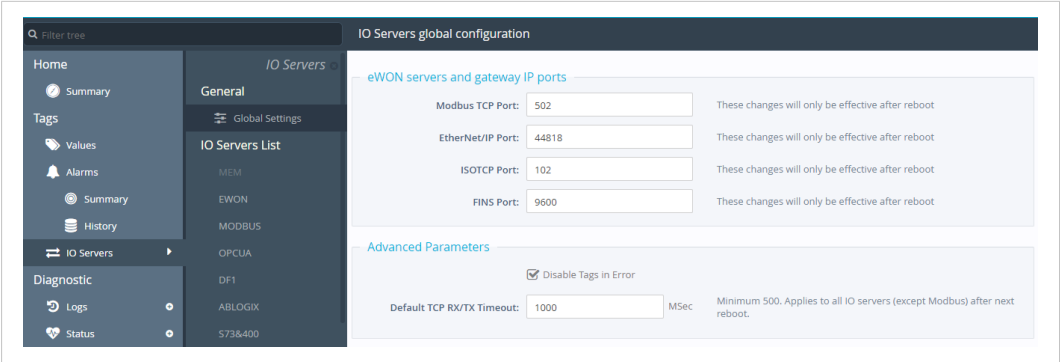 Filter tree
IO Servers global configuration
Home
Summary
Tags
Values
Alarms
Summary
History
IO Servers
Diagnostic
Logs
Status
IO Servers
General
Global Settings
IO Servers List
MEM
EWON
MODBUS
OPCUA
DF1
ABLOGIX
S73&400
eWON servers and gateway IP ports
Modbus TCP Port: 502 These changes will only be effective after reboot
EtherNet/IP Port: 44818 These changes will only be effective after reboot
ISOTCP Port: 102 These changes will only be effective after reboot
FINS Port: 9600 These changes will only be effective after reboot
Advanced Parameters
Disable Tags in Error
Default TCP RX/TX Timeout: 1000 MSec Minimum 500. Applies to all IO servers (except Modbus) after next
reboot.